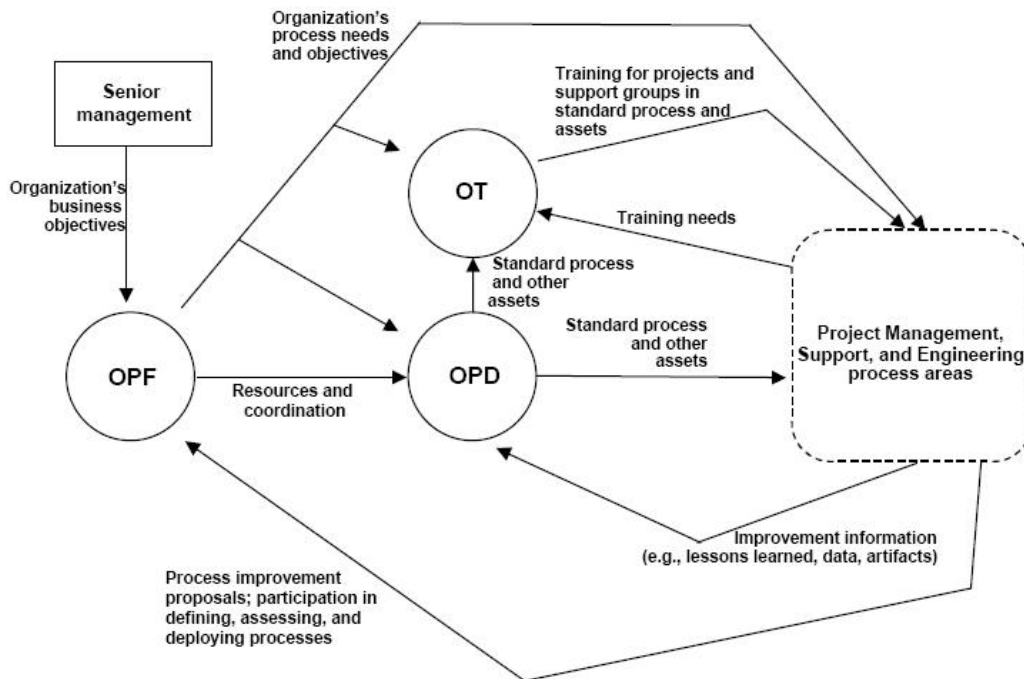 Organization's
process needs
and objectives
Senior
management
Training for projects and
support groups in
standard process and
assets
Organization's
business
objectives
OT
Training needs
Standard process
and other
assets
Standard process
and other
assets
Project Management,
Support, and Engineering
process areas
OPF
Resources and
coordination
OPD
Improvement information
(e.g., lessons learned, data, artifacts)
Process improvement
proposals; participation in
defining, assessing, and
deploying processes